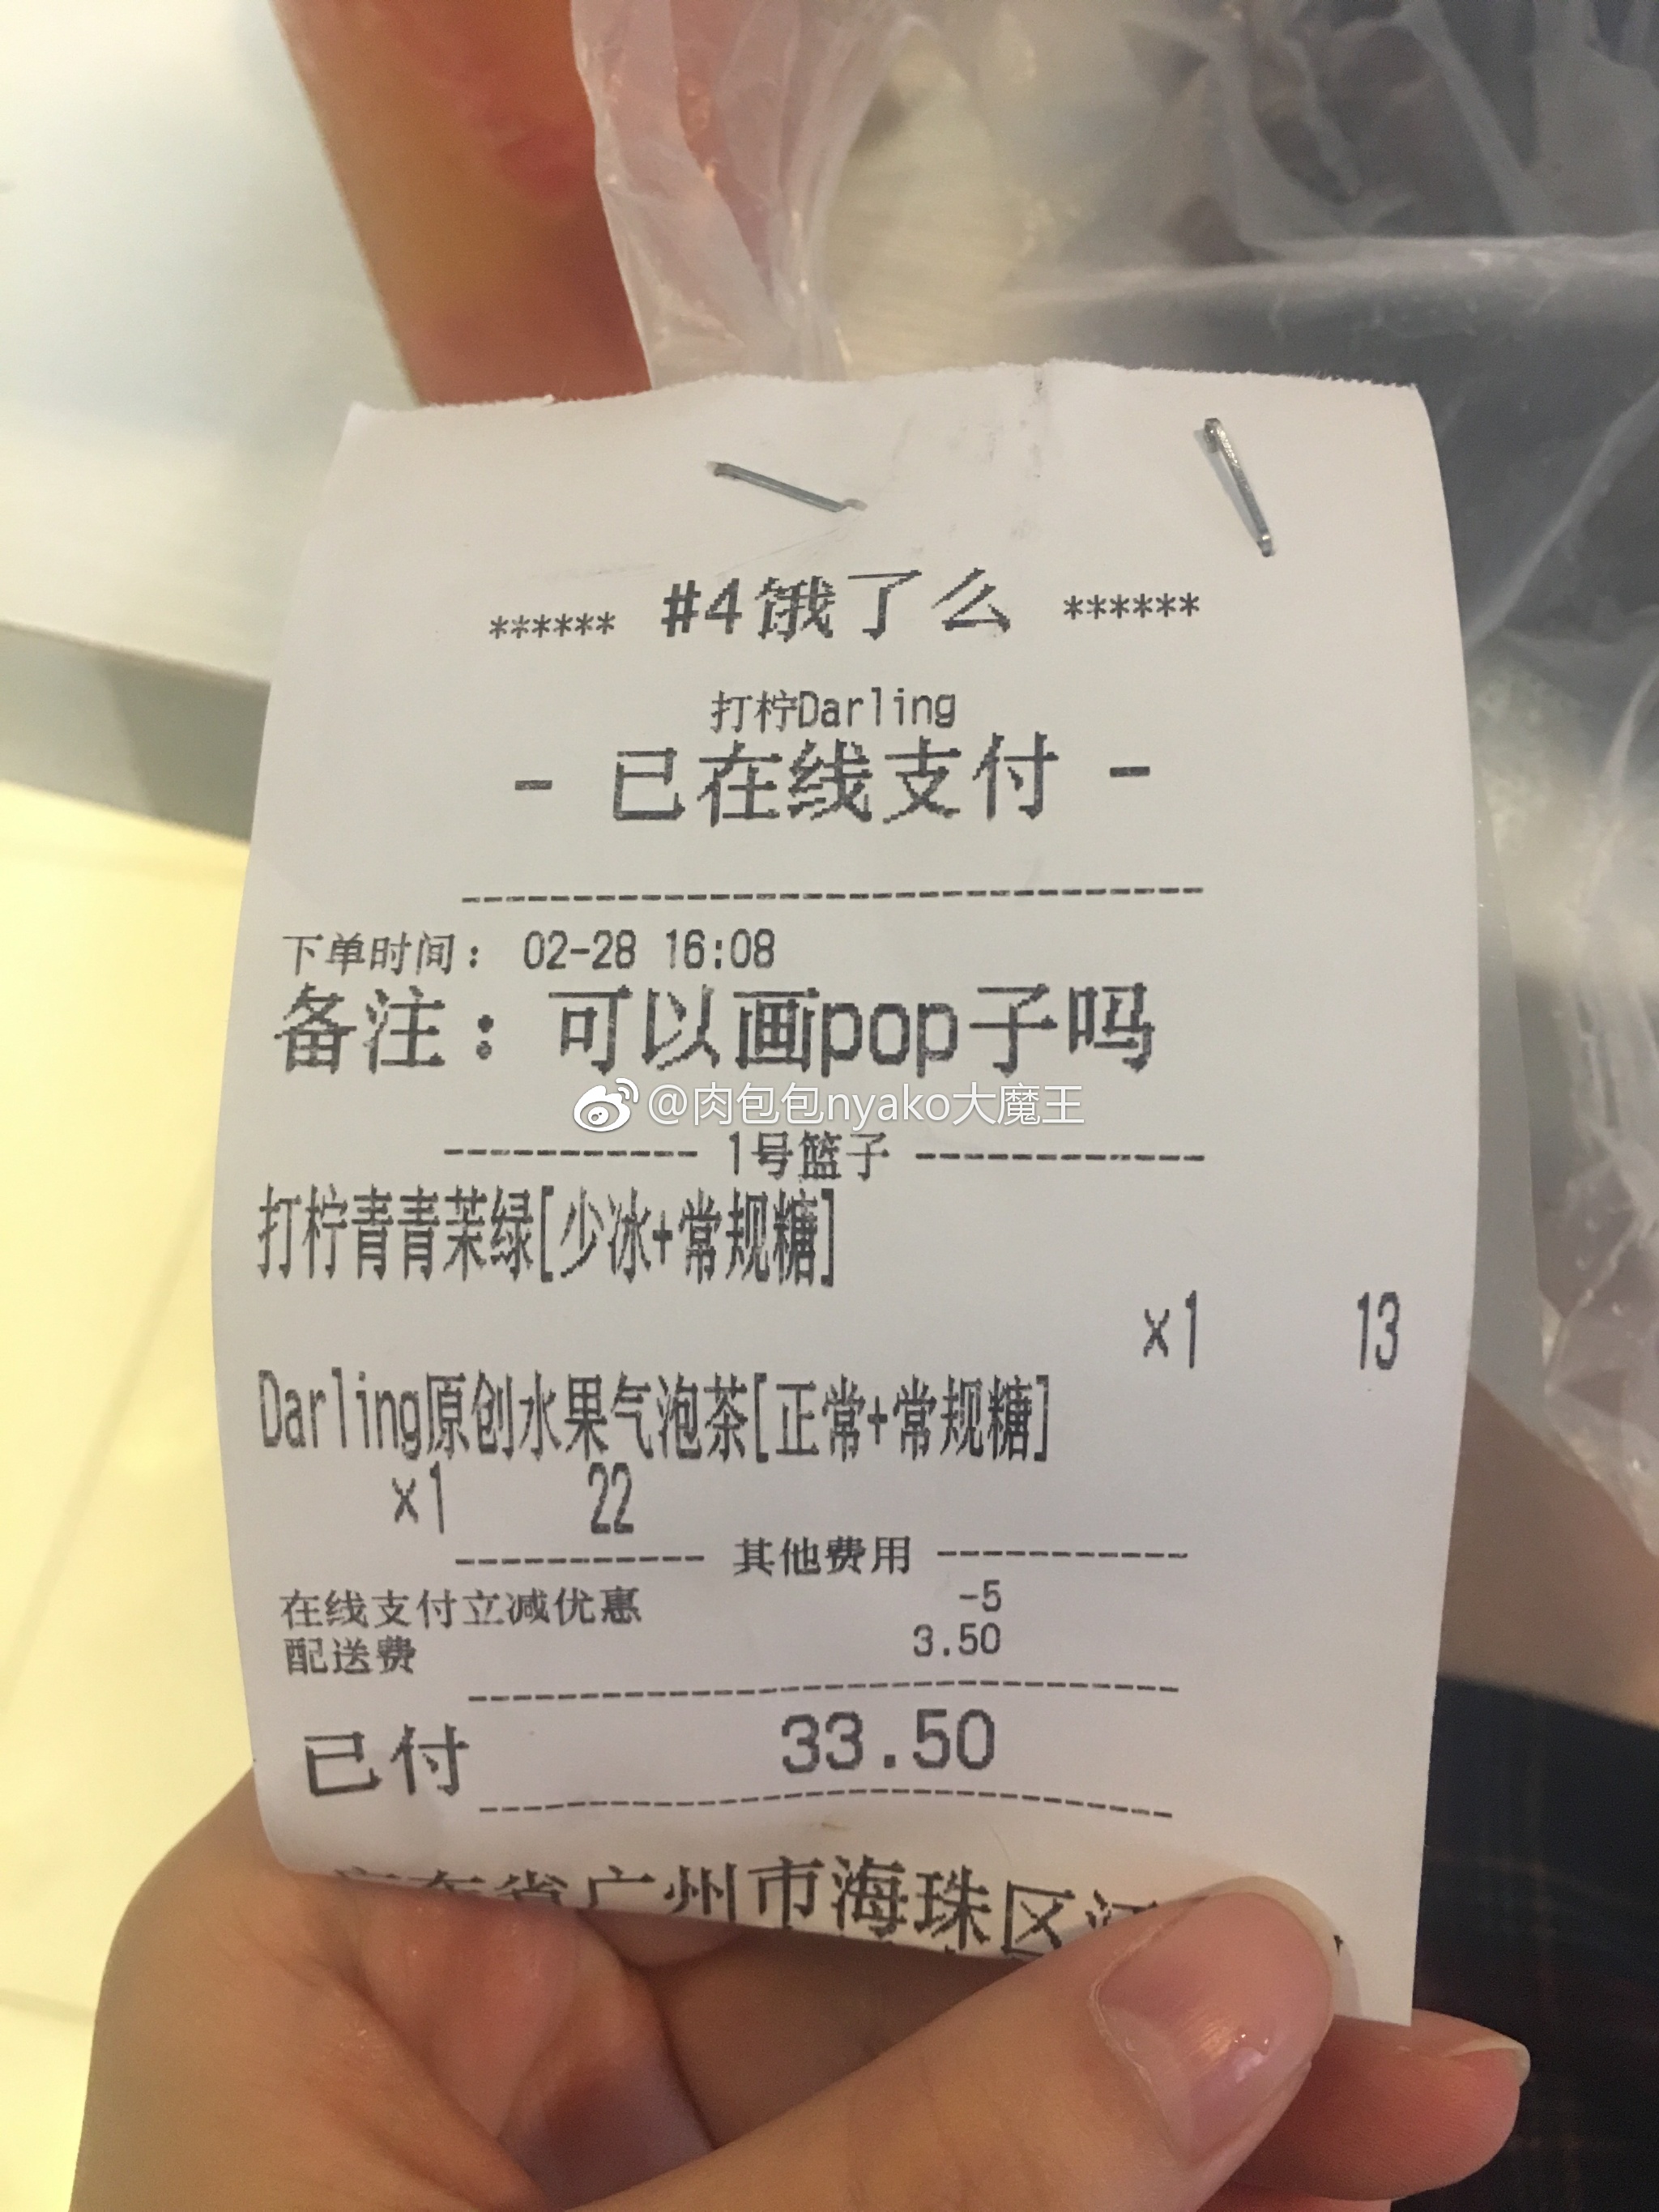 ****** #4饿了么 ******
打柠Darling
- 已在线支付 -
下单时间： 02-28 16:08
备注：可以画pop子吗
@肉包包nyako大魔王
1号篮子
打柠青青茉绿[少冰+常规糖]
×1 13
Darling原创水果气泡茶[正常+常规糖]
×1 22
其他费用
在线支付立减优惠 -5
配送费 3.50
已付 33.50
广东省广州市海珠区